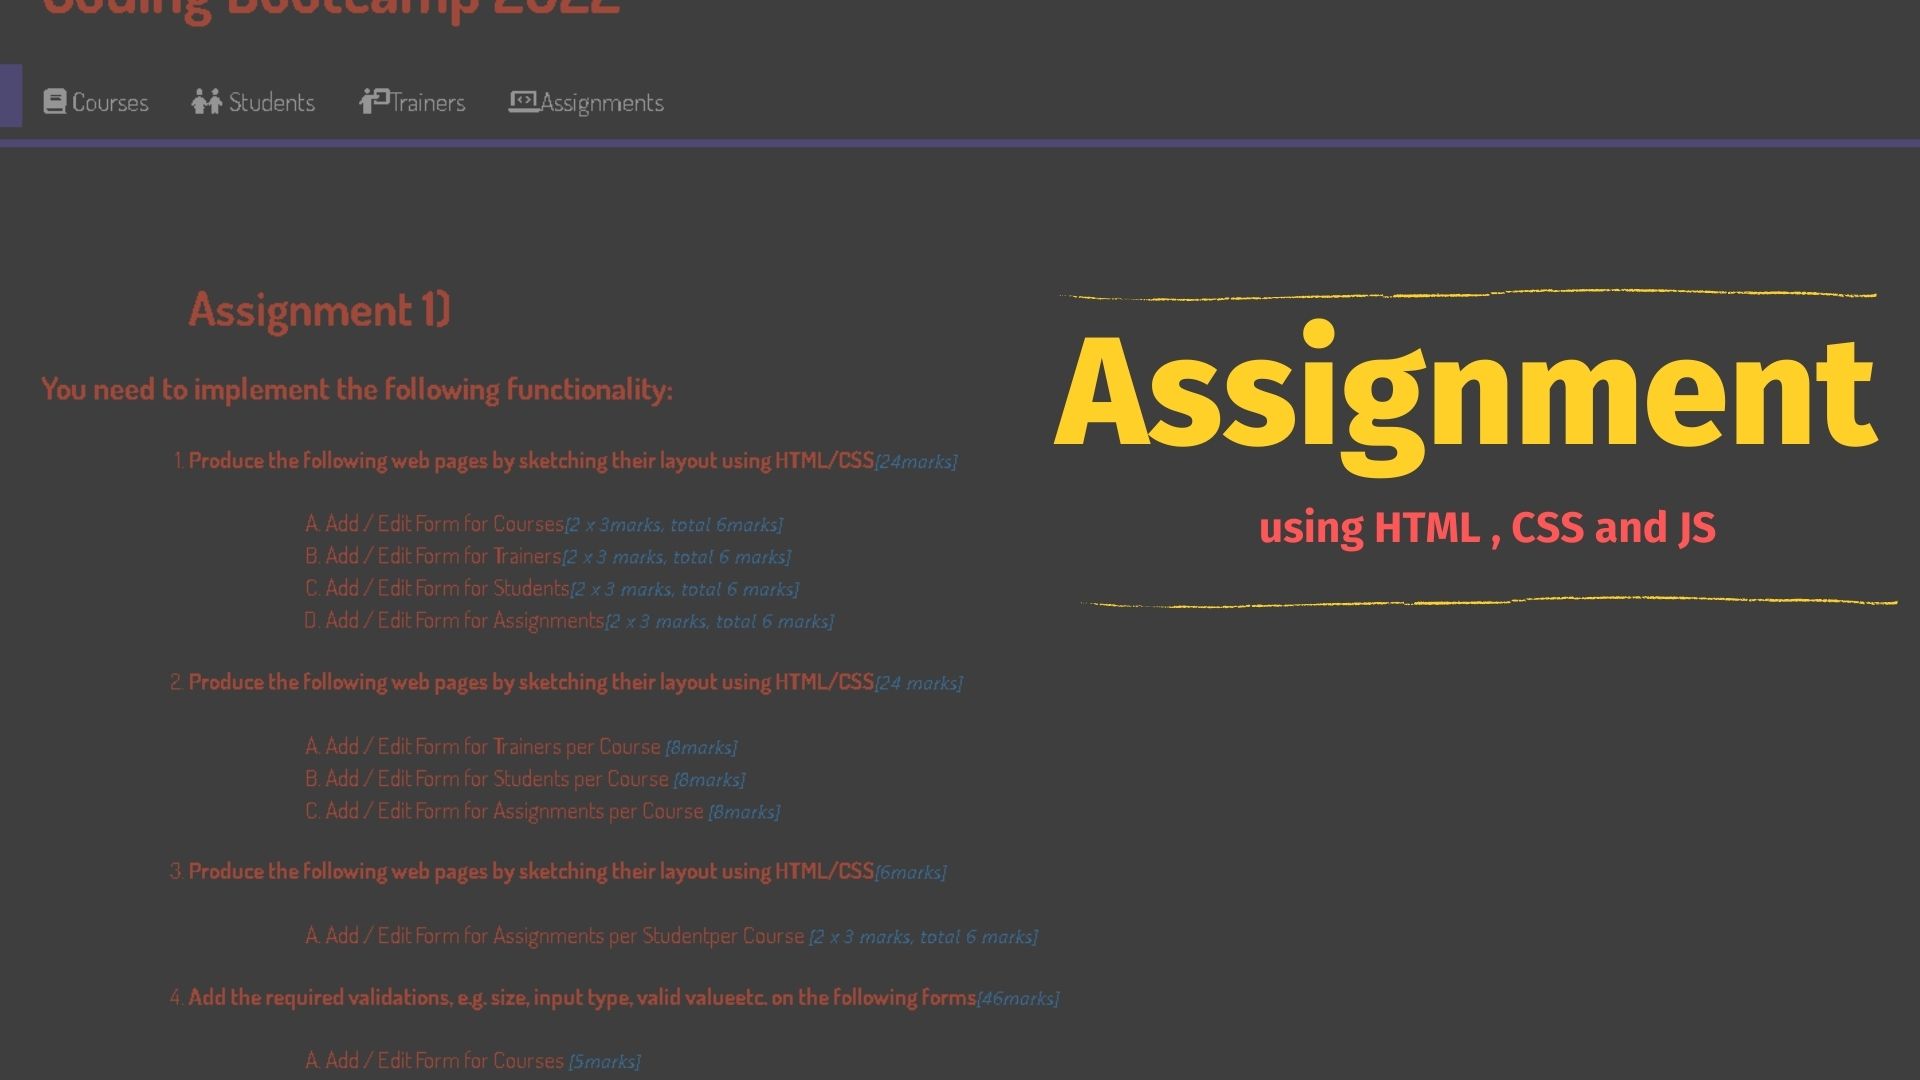 Coding Bootcamp 2022
Courses Students Trainers Assignments
Assignment 1)
You need to implement the following functionality:
1. Produce the following web pages by sketching their layout using HTML/CSS[24marks]
A. Add / Edit Form for Courses[2 x 3marks, total 6marks]
B. Add / Edit Form for Trainers[2 x 3 marks, total 6 marks]
C. Add / Edit Form for Students[2 x 3 marks, total 6 marks]
D. Add / Edit Form for Assignments[2 x 3 marks, total 6 marks]
2. Produce the following web pages by sketching their layout using HTML/CSS[24 marks]
A. Add / Edit Form for Trainers per Course [8marks]
B. Add / Edit Form for Students per Course [8marks]
C. Add / Edit Form for Assignments per Course [8marks]
3. Produce the following web pages by sketching their layout using HTML/CSS[6marks]
A. Add / Edit Form for Assignments per Studentper Course [2 x 3 marks, total 6 marks]
4. Add the required validations, e.g. size, input type, valid valueetc. on the following forms[46marks]
A. Add / Edit Form for Courses [5marks]
Assignment
using HTML , CSS and JS